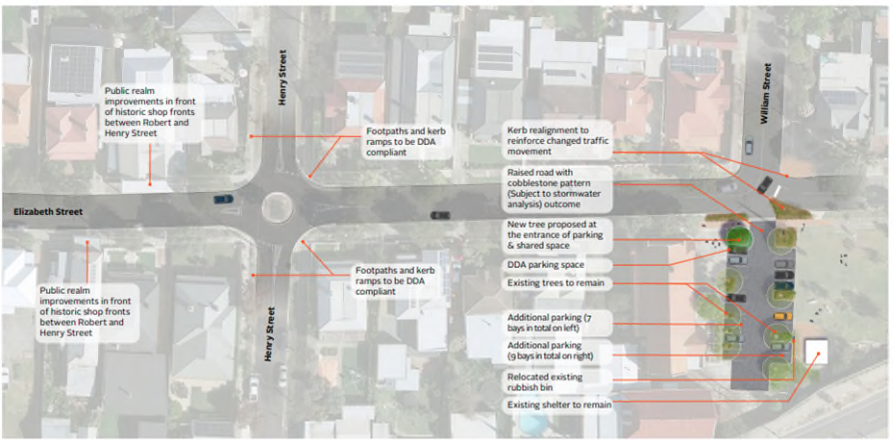 Henry Street
William Street
Public realm
improvements in front
of historic shop fronts
between Robert and
Henry Street
Footpaths and kerb
ramps to be DDA
compliant
Kerb realignment to
reinforce changed traffic
movement
Raised road with
cobblestone pattern
(Subject to stormwater
analysis) outcome
Elizabeth Street
New tree proposed at
the entrance of parking
& shared space
DDA parking space
Existing trees to remain
Public realm
improvements in front
of historic shop fronts
between Robert and
Henry Street
Footpaths and kerb
ramps to be DDA
compliant
Henry Street
Additional parking (7
bays in total on left)
Additional parking
(9 bays in total on right)
Relocated existing
rubbish bin
Existing shelter to remain